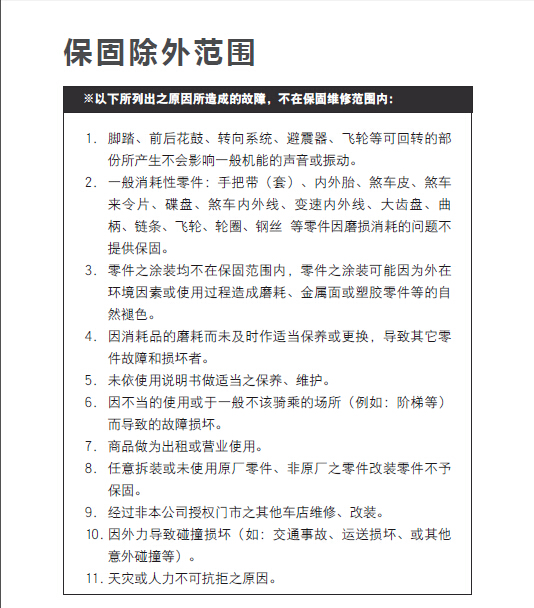 保固除外范围
※以下所列出之原因所造成的故障，不在保固维修范围内：
1. 脚踏、前后花鼓、转向系统、避震器、飞轮等可回转的部
份所产生不会影响一般机能的声音或振动。
2. 一般消耗性零件：手把带（套）、内外胎、煞车皮、煞车
来令片、碟盘、煞车内外线、变速内外线、大齿盘、曲
柄、链条、飞轮、轮圈、钢丝 等零件因磨损消耗的问题不
提供保固。
3. 零件之涂装均不在保固范围内，零件之涂装可能因为外在
环境因素或使用过程造成磨耗、金属面或塑胶零件等的自
然褪色。
4. 因消耗品的磨耗而未及时作适当保养或更换，导致其它零
件故障和损坏者。
5. 未依使用说明书做适当之保养、维护。
6. 因不当的使用或于一般不该骑乘的场所（例如：阶梯等）
而导致的故障损坏。
7. 商品做为出租或营业使用。
8. 任意拆装或未使用原厂零件、非原厂之零件改装零件不予
保固。
9. 经过非本公司授权门市之其他车店维修、改装。
10. 因外力导致碰撞损坏（如：交通事故、运送损坏、或其他
意外碰撞等）。
11. 天灾或人力不可抗拒之原因。